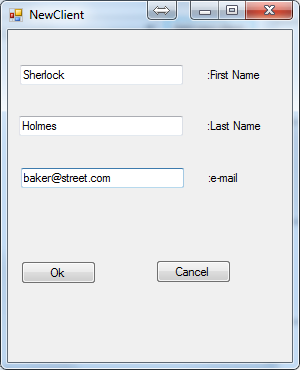 NewClient
Sherlock :First Name
Holmes :Last Name
baker@street.com :e-mail
Ok Cancel